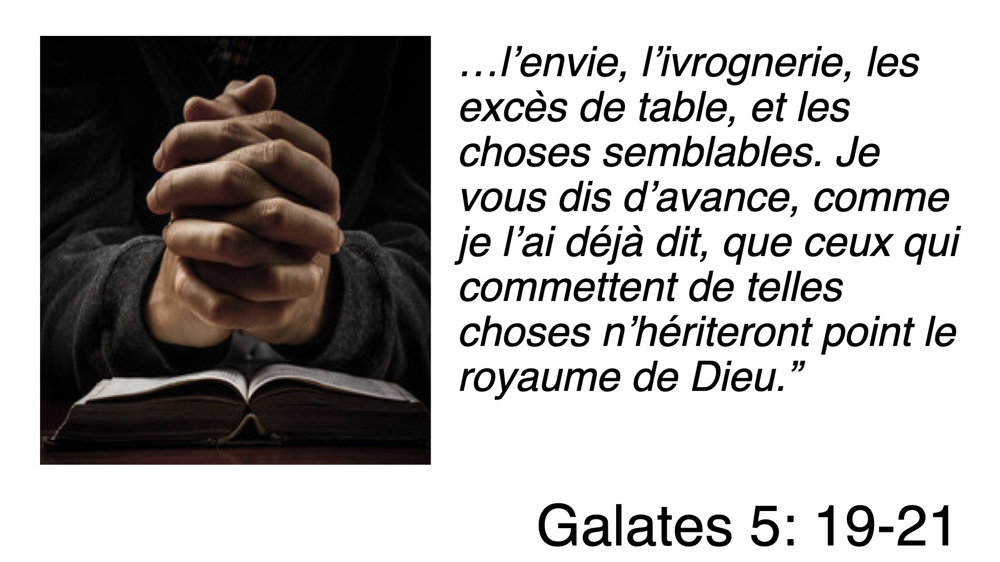 …l’envie, l’ivrognerie, les
excès de table, et les
choses semblables. Je
vous dis d’avance, comme
je l’ai déjà dit, que ceux qui
commettent de telles
choses n’hériteront point le
royaume de Dieu.”
Galates 5: 19-21